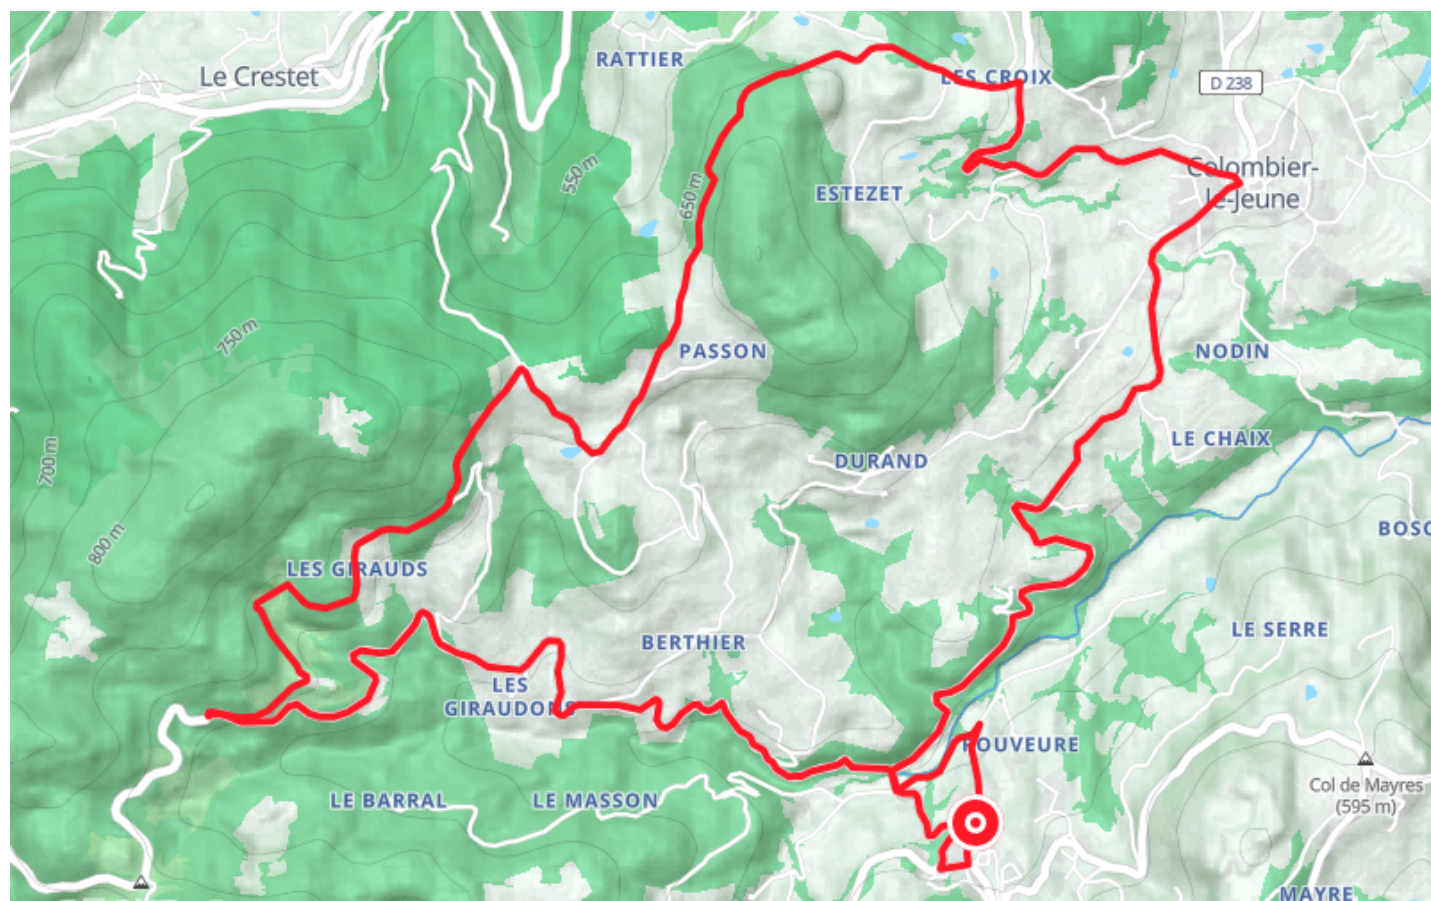 RATTIER
Le Crestet
LES CROIX
D 238
550 m
650 m
ESTEZET
Colombier-
le-Jeune
750 m
PASSON
NODIN
700 m
DURAND
LE CHAIX
800 m
BOSC
LES GIRAUDS
BERTHIER
LE SERRE
LES
GIRAUDONS
ROUVEURE
LE BARRAL
LE MASSON
Col de Mayres
(595 m)
MAYRE